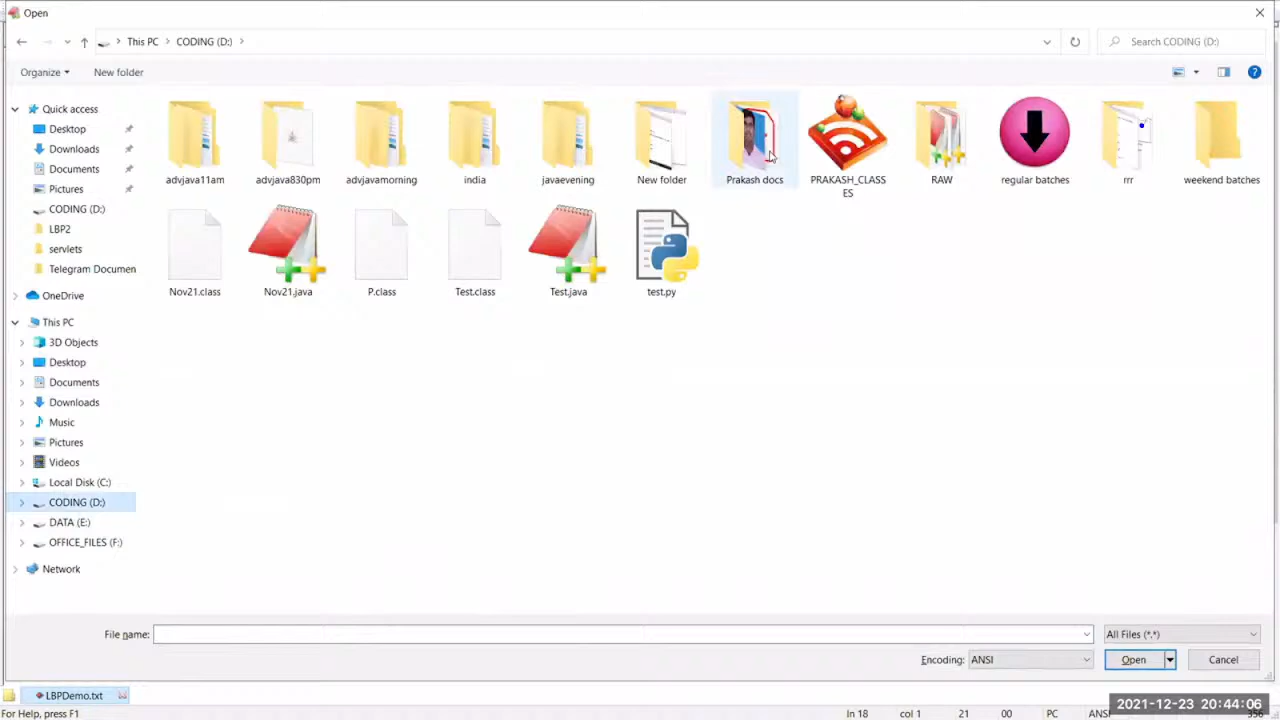 Open
This PC
CODING (D:)
Search CODING (D:)
Organize
New folder
Quick access
Desktop
Downloads
Documents
Pictures
CODING (D:)
LBP2
servlets
Telegram Documen
OneDrive
This PC
3D Objects
Desktop
Documents
Downloads
Music
Pictures
Videos
Local Disk (C:)
CODING (D:)
DATA (E:)
OFFICE_FILES (F:)
Network
advjava11am
advjava830pm
advjavamorning
india
javaevening
New folder
Prakash docs
PRAKASH_CLASS
ES
RAW
regular batches
rrr
weekend batches
Nov21.class
Nov21.java
P.class
Test.class
Test.java
test.py
File name:
All Files (*.*)
Encoding:
ANSI
Open
Cancel
LBPDemo.txt
2021-12-23 20:44:06
For Help, press F1
ln 18
col 1
21
00
PC
ANS